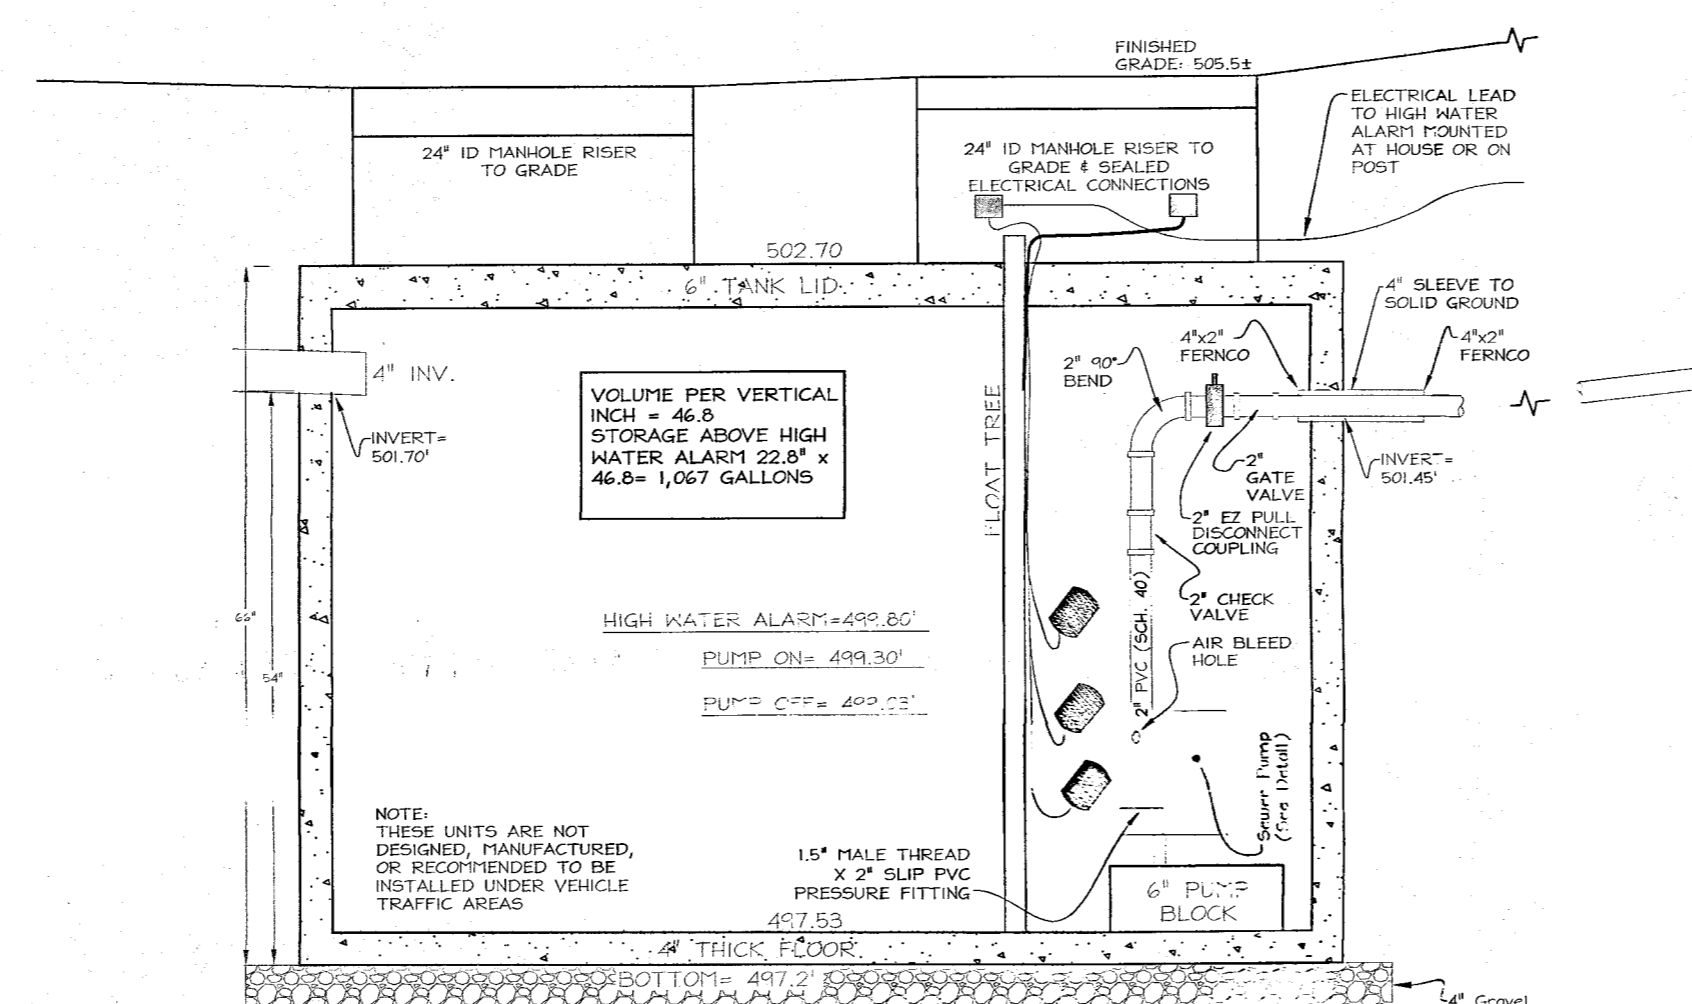 FINISHED
GRADE: 505.5±
ELECTRICAL LEAD
TO HIGH WATER
ALARM MOUNTED
AT HOUSE OR ON
POST
24" ID MANHOLE RISER
TO GRADE
24" ID MANHOLE RISER TO
GRADE & SEALED
ELECTRICAL CONNECTIONS
502.70
6" TANK LID
4" SLEEVE TO
SOLID GROUND
4"x2"
FERNCO
4"x2"
FERNCO
2" 90°
BEND
4" INV.
INVERT=
501.70'
VOLUME PER VERTICAL
INCH = 46.8
STORAGE ABOVE HIGH
WATER ALARM 22.8" x
46.8= 1,067 GALLONS
FLOAT TREE
2"
GATE
VALVE
INVERT=
501.45'
2" EZ PULL
DISCONNECT
COUPLING
2" CHECK
VALVE
2" PVC (SCH. 40)
AIR BLEED
HOLE
66"
54"
HIGH WATER ALARM=499.80'
PUMP ON= 499.30'
PUMP OFF= 499.03'
Sewer Pump
(See Detail)
NOTE:
THESE UNITS ARE NOT
DESIGNED, MANUFACTURED,
OR RECOMMENDED TO BE
INSTALLED UNDER VEHICLE
TRAFFIC AREAS
1.5" MALE THREAD
X 2" SLIP PVC
PRESSURE FITTING
6" PUMP
BLOCK
497.53
4" THICK FLOOR
BOTTOM= 497.2'
4" Gravel